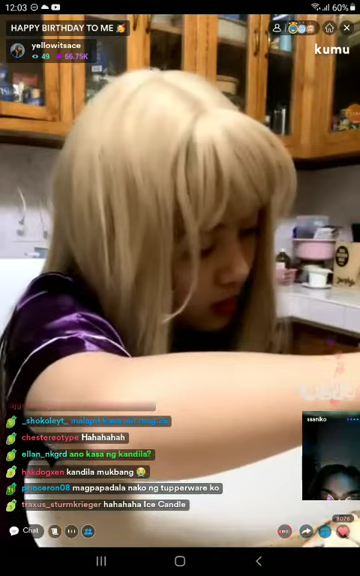 12:03
60%
HAPPY BIRTHDAY TO ME
yellowitsace
49 66.75K
kumu
_shokoleyt_
chestereotype Hahahahah
ellan_nkgrd ano kasa ng kandila?
kandila mukbang
magpapadala nako ng tupperware ko
traxus_sturmkrieger hahahaha Ice Candle
ssaniko
Chat